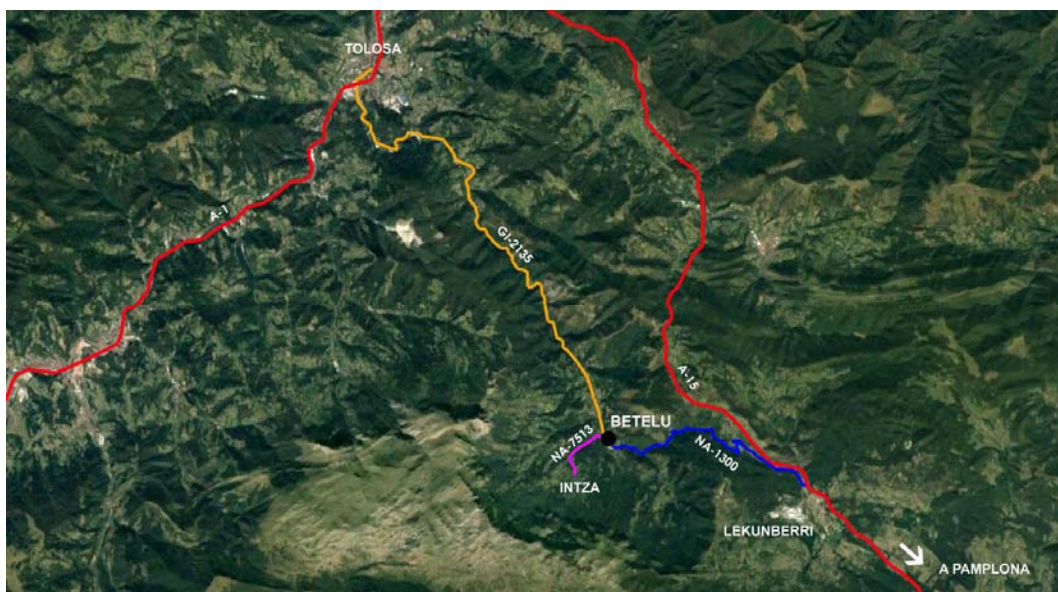 TOLOSA
A-1
GI-2135
A-15
BETELU
NA-7513
NA-1300
INTZA
LEKUNBERRI
A PAMPLONA